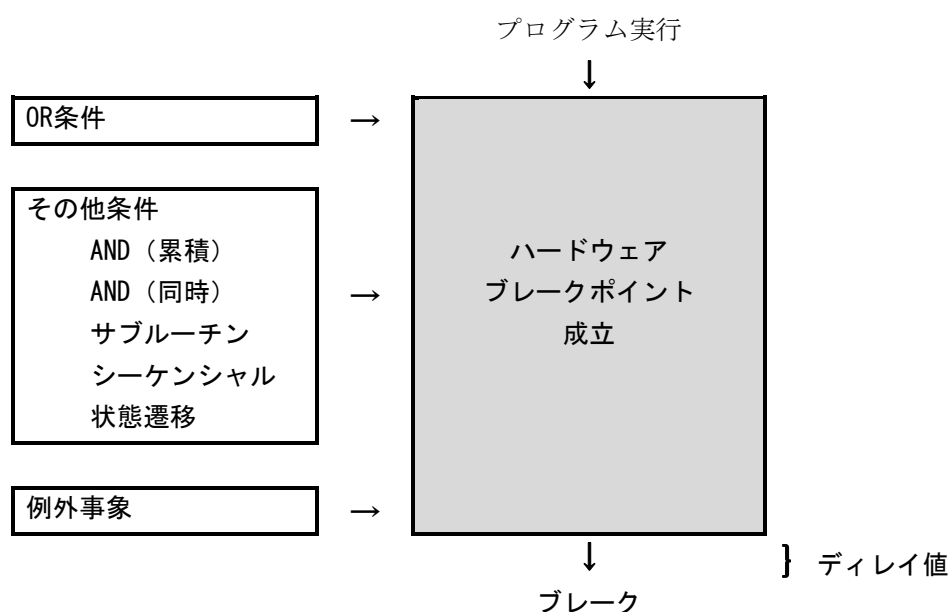 プログラム実行
↓
OR条件
→
その他条件
AND（累積）
AND（同時）
サブルーチン
シーケンシャル
状態遷移
→
例外事象
→
ハードウェア
ブレークポイント
成立
↓
} ディレイ値
ブレーク